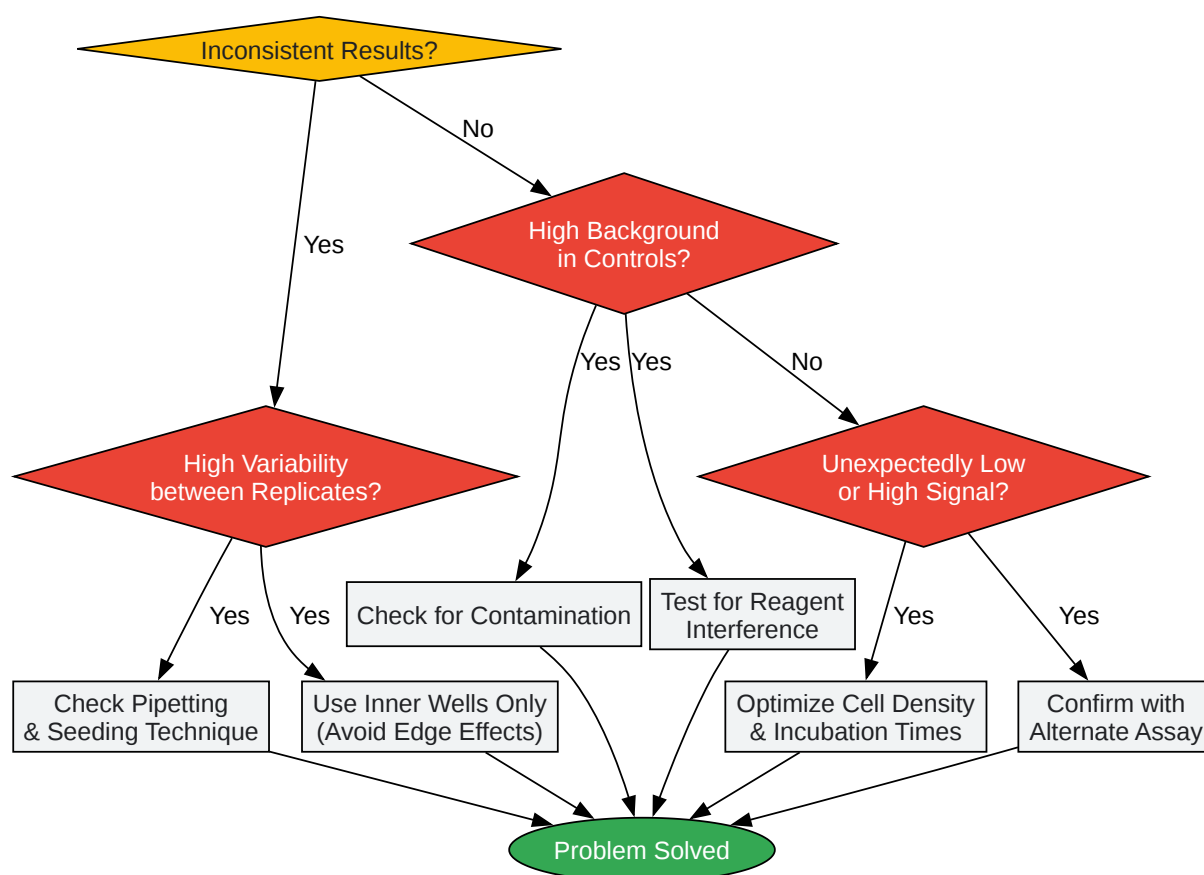 Inconsistent Results?
No
High Background
in Controls?
Yes
Yes
Yes
No
High Variability
between Replicates?
Unexpectedly Low
or High Signal?
Yes
Yes
Yes
Yes
Check for Contamination
Test for Reagent
Interference
Check Pipetting
& Seeding Technique
Use Inner Wells Only
(Avoid Edge Effects)
Optimize Cell Density
& Incubation Times
Confirm with
Alternate Assay
Problem Solved